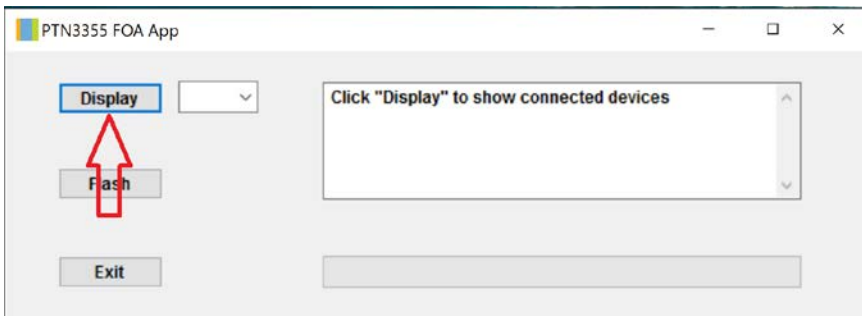 PTN3355 FOA App
Display
Click "Display" to show connected devices
Flash
Exit